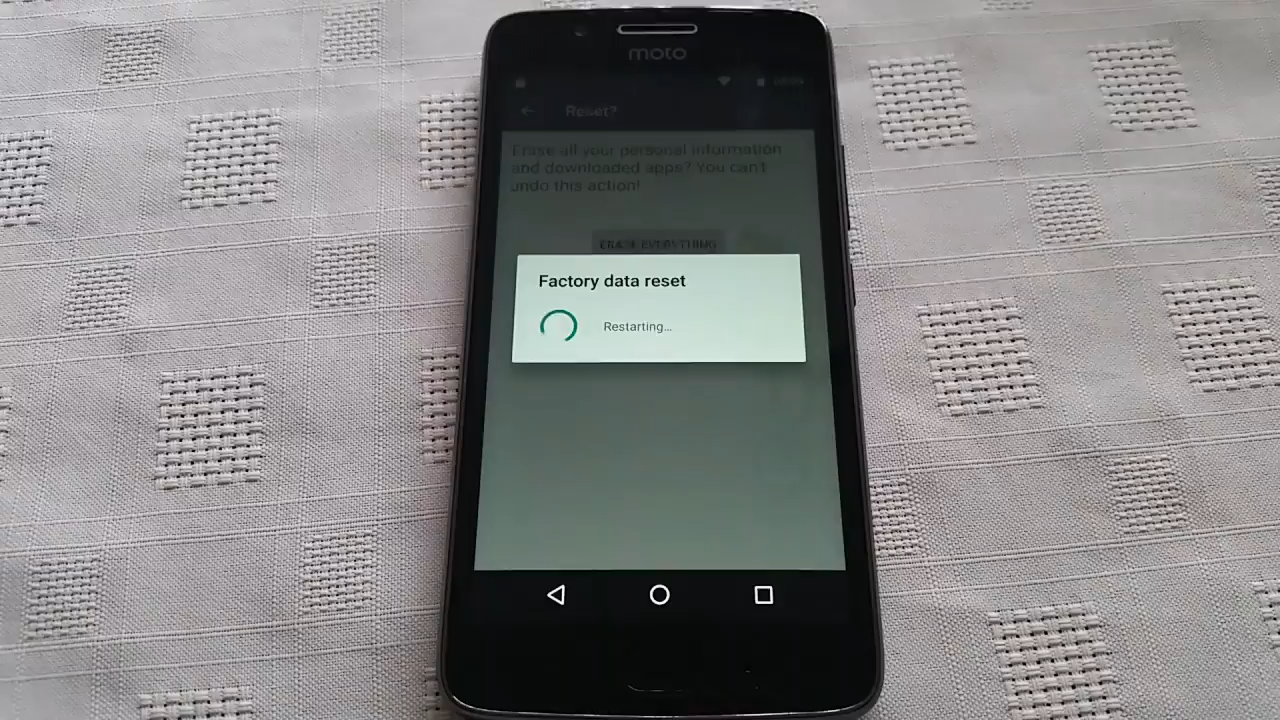 moto
Reset?
Erase all your personal information
and downloaded apps? You can't
undo this action!
ERASE EVERYTHING
Factory data reset
Restarting...